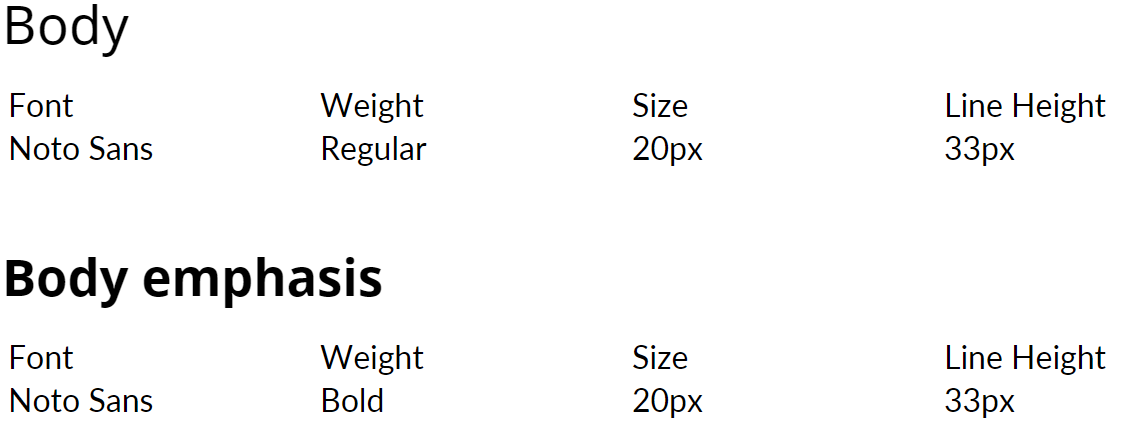 Body
Font Weight Size Line Height
Noto Sans Regular 20px 33px
Body emphasis
Font Weight Size Line Height
Noto Sans Bold 20px 33px